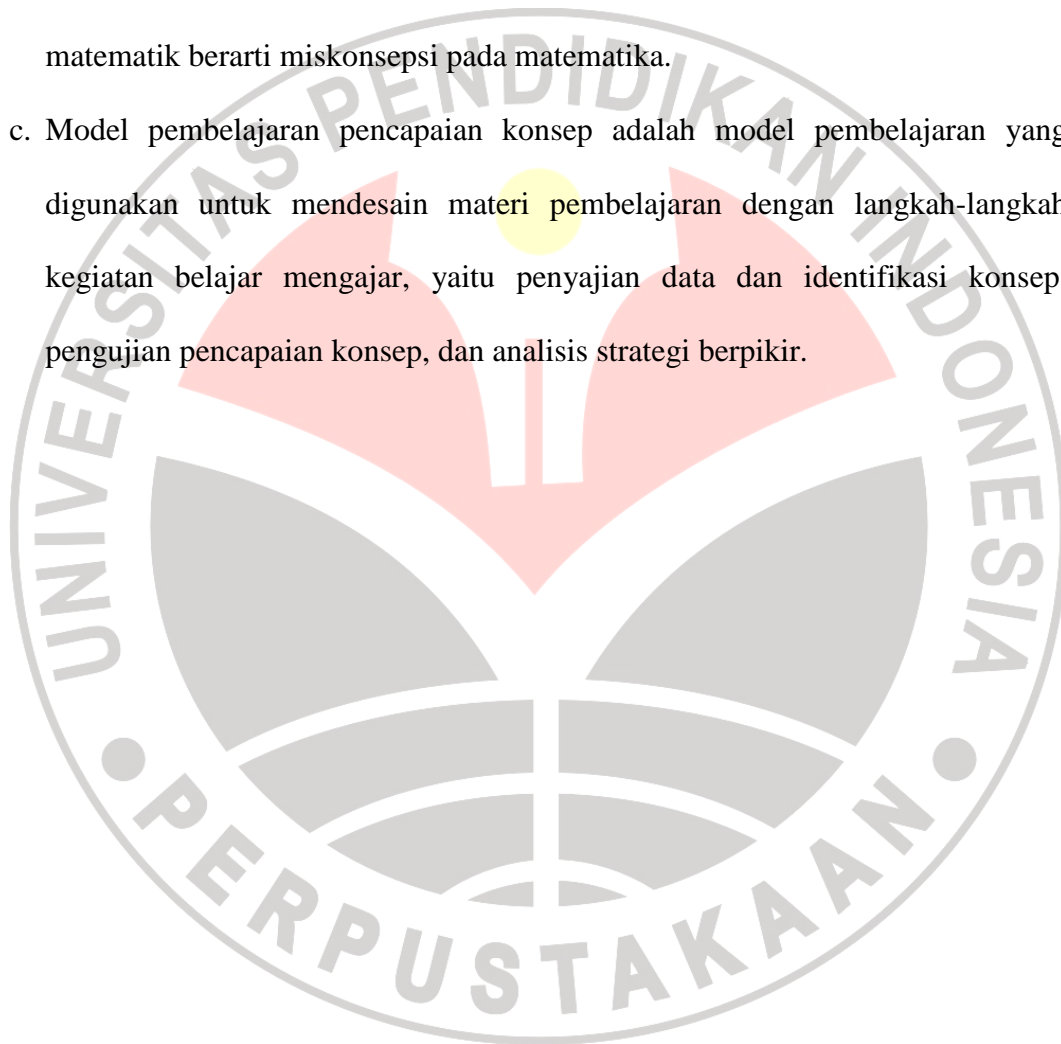 matematik berarti miskonsepsi pada matematika.
c. Model pembelajaran pencapaian konsep adalah model pembelajaran yang
digunakan untuk mendesain materi pembelajaran dengan langkah-langkah
kegiatan belajar mengajar, yaitu penyajian data dan identifikasi konsep
pengujian pencapaian konsep, dan analisis strategi berpikir.
UNIVERSITAS PENDIDIKAN INDONESIA
PERPUSTAKAAN